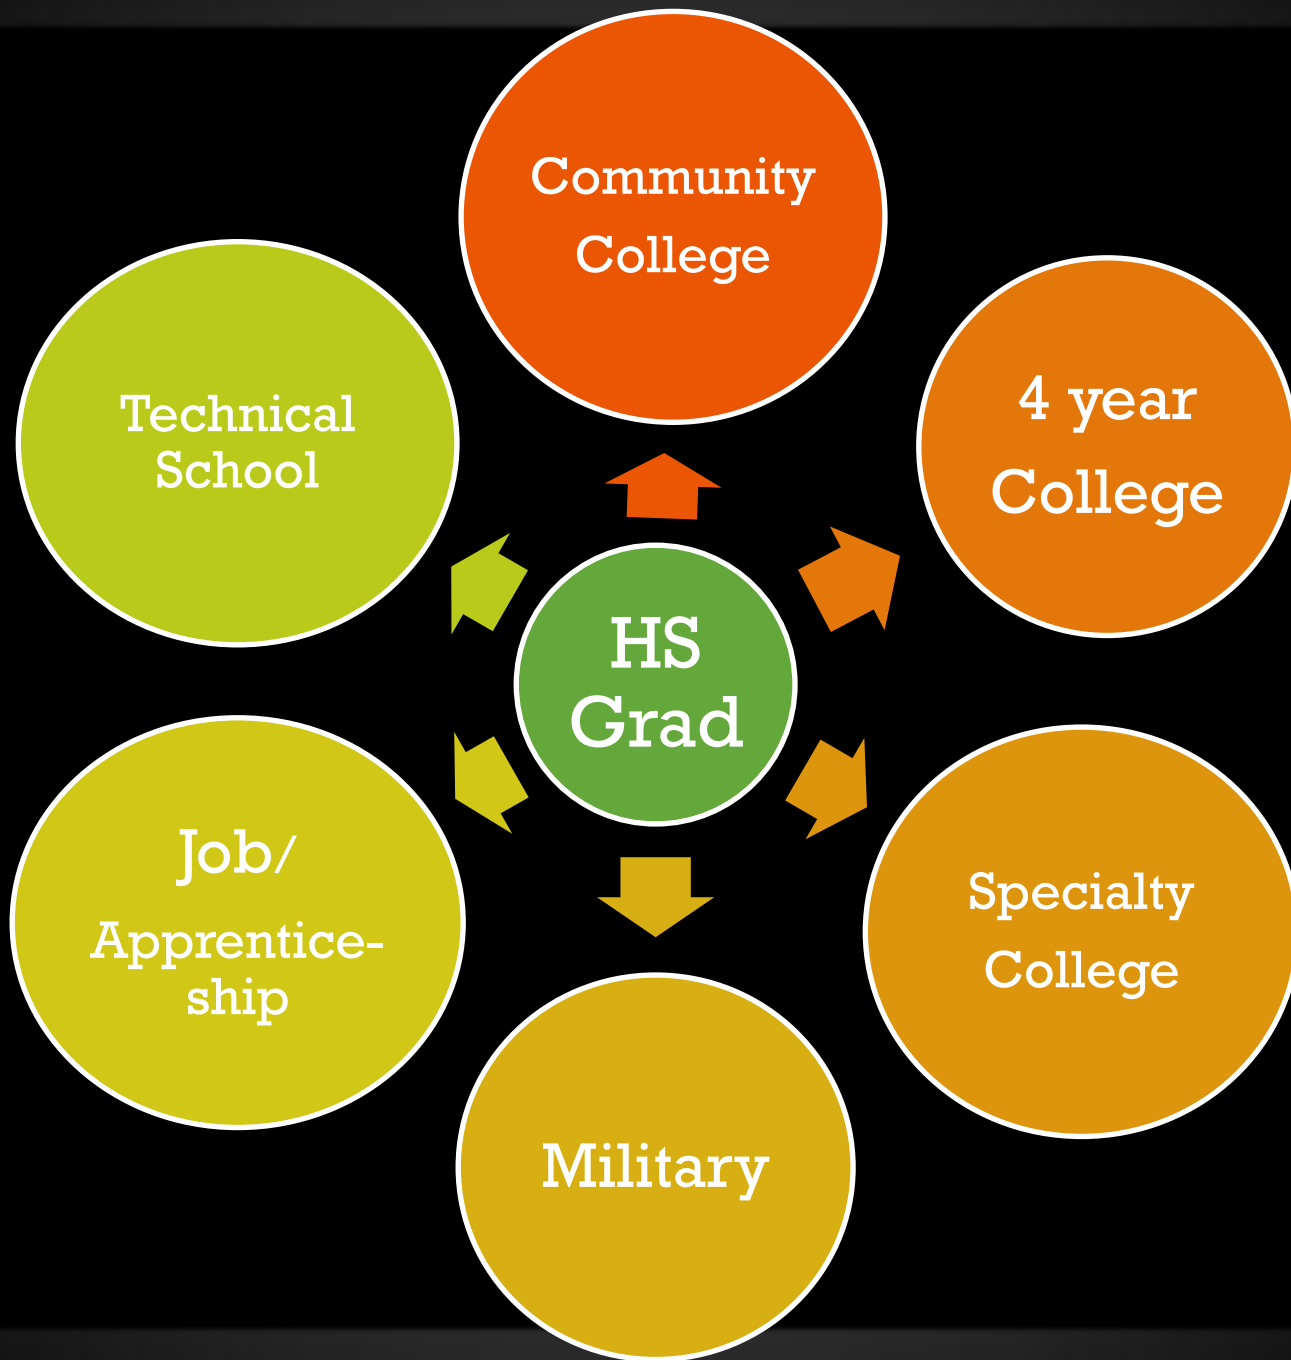 Community
College
4 year
College
Technical
School
HS
Grad
Job/
Apprentice-
ship
Specialty
College
Military